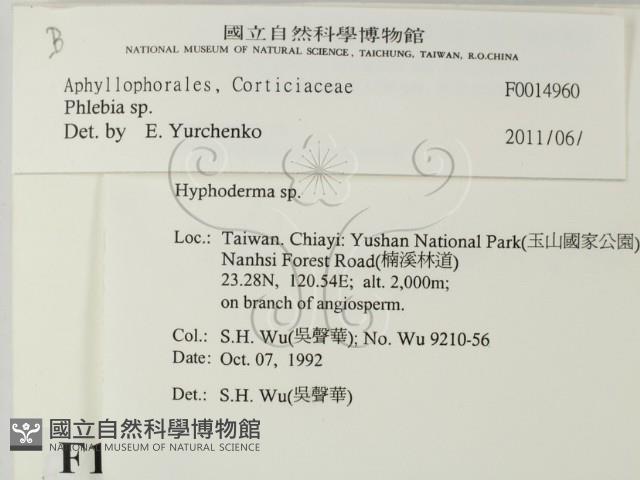 B
國立自然科學博物館
NATIONAL MUSEUM OF NATURAL SCIENCE, TAICHUNG, TAIWAN, R.O.CHINA
Aphyllophorales, Corticiaceae F0014960
Phlebia sp.
Det. by E. Yurchenko 2011/06/
Hyphoderma sp.
Loc.: Taiwan. Chiayi: Yushan National Park(玉山國家公園)
Nanhsi Forest Road(楠溪林道)
23.28N, 120.54E; alt. 2,000m;
on branch of angiosperm.
Col.: S.H. Wu(吳聲華); No. Wu 9210-56
Date: Oct. 07, 1992
Det.: S.H. Wu(吳聲華)
國立自然科學博物館
NATIONAL MUSEUM OF NATURAL SCIENCE
F1